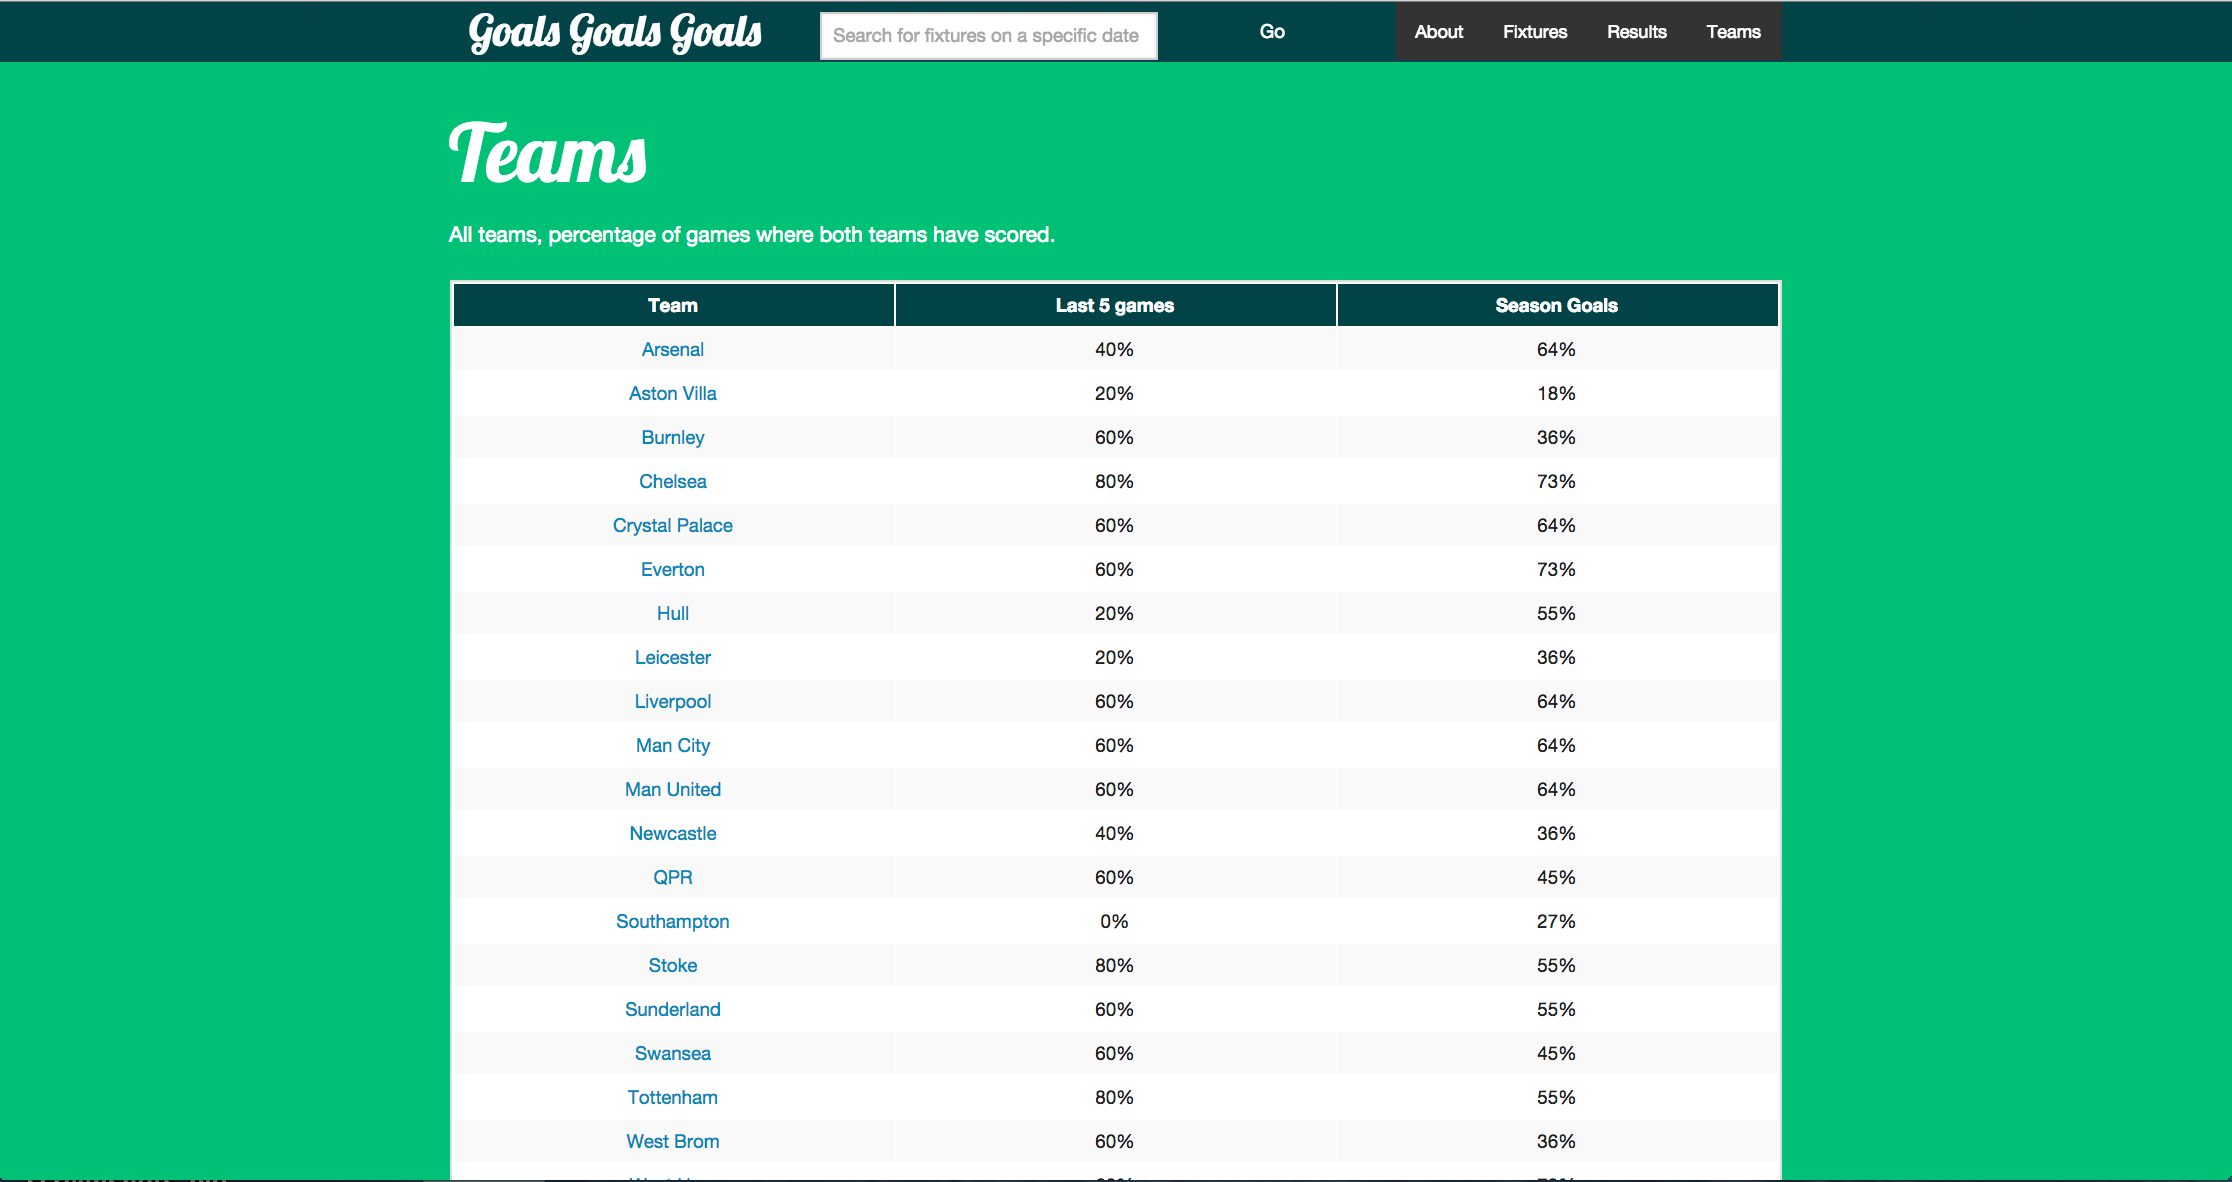 Goals Goals Goals Search for fixtures on a specific date Go About Fixtures Results Teams
Teams
All teams, percentage of games where both teams have scored.
Team Last 5 games Season Goals
Arsenal 40% 64%
Aston Villa 20% 18%
Burnley 60% 36%
Chelsea 80% 73%
Crystal Palace 60% 64%
Everton 60% 73%
Hull 20% 55%
Leicester 20% 36%
Liverpool 60% 64%
Man City 60% 64%
Man United 60% 64%
Newcastle 40% 36%
QPR 60% 45%
Southampton 0% 27%
Stoke 80% 55%
Sunderland 60% 55%
Swansea 60% 45%
Tottenham 80% 55%
West Brom 60% 36%